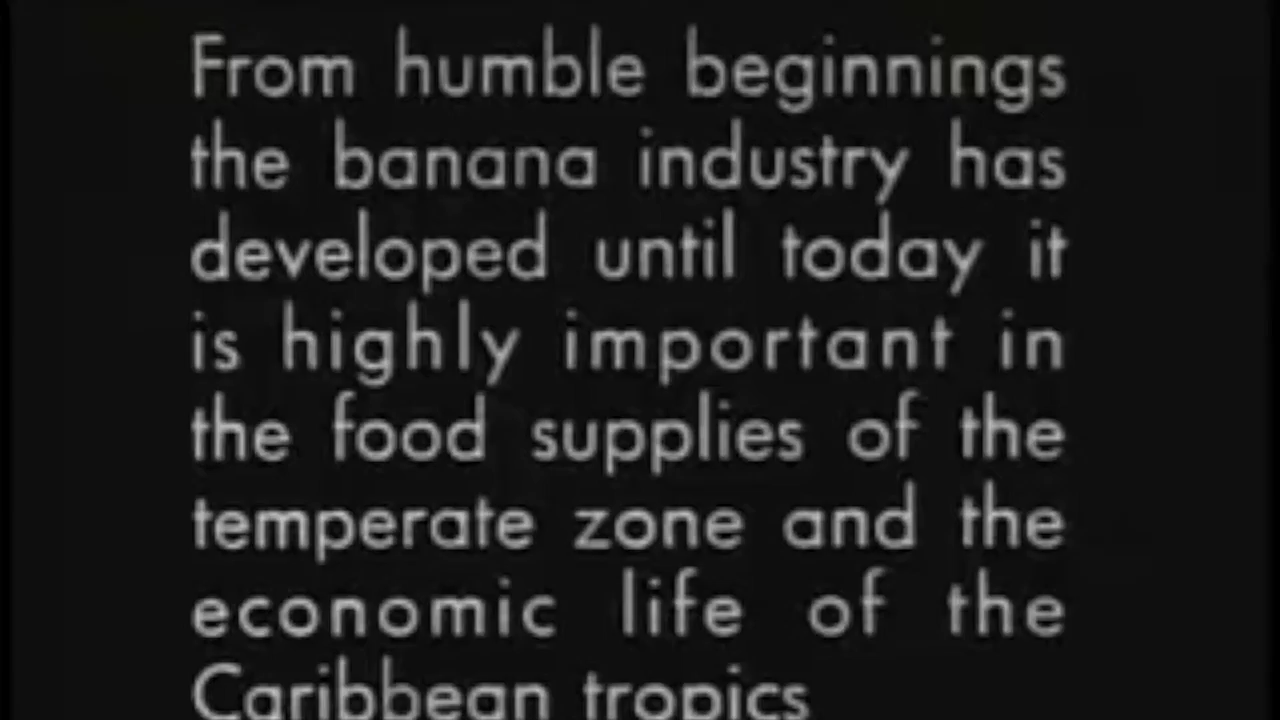 From humble beginnings
the banana industry has
developed until today it
is highly important in
the food supplies of the
temperate zone and the
economic life of the
Caribbean tropics